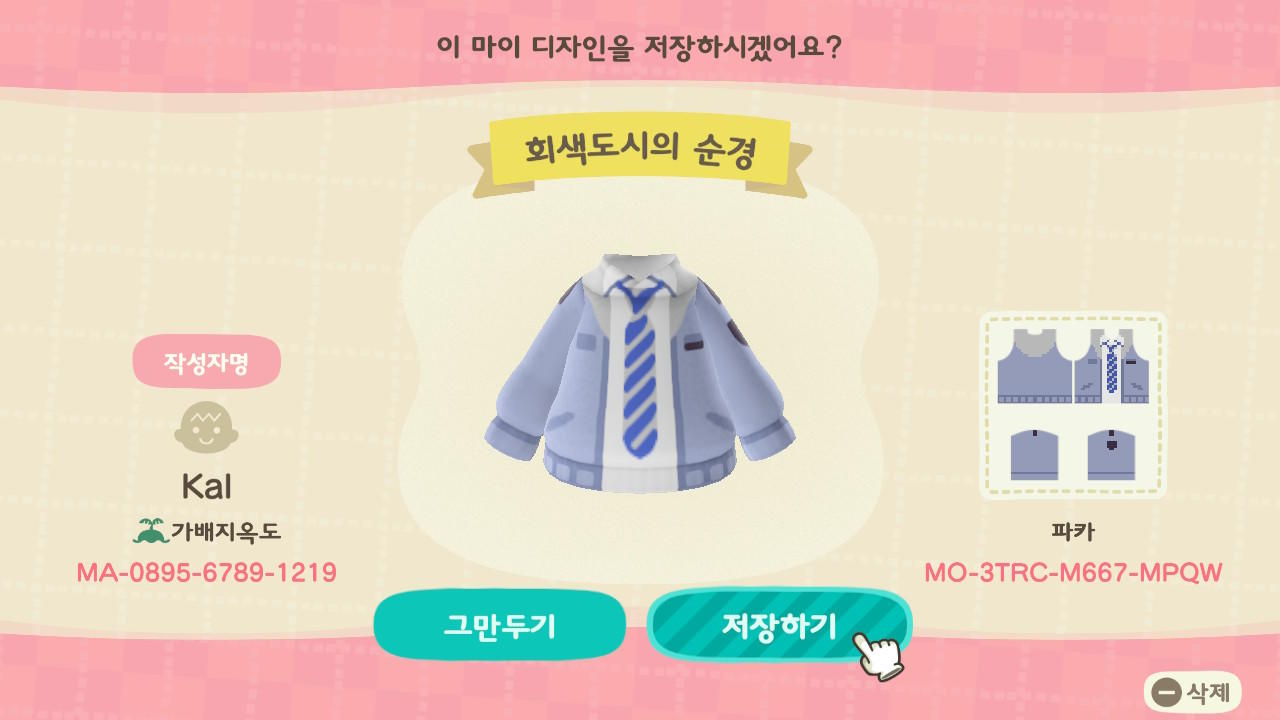 이 마이 디자인을 저장하시겠어요?
회색도시의 순경
작성자명
Kal
가배지옥도
MA-0895-6789-1219
파카
MO-3TRC-M667-MPQW
그만두기
저장하기
삭제